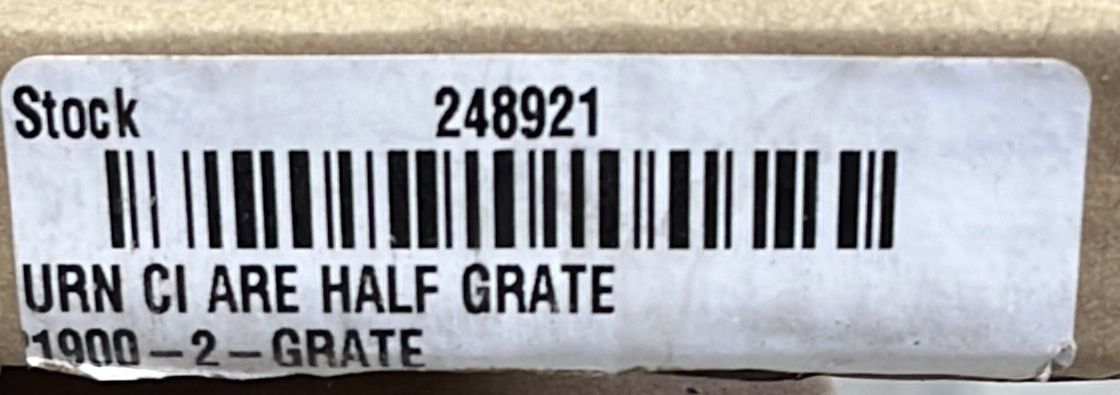 Stock 248921
URN CI ARE HALF GRATE
1900-2-GRATE